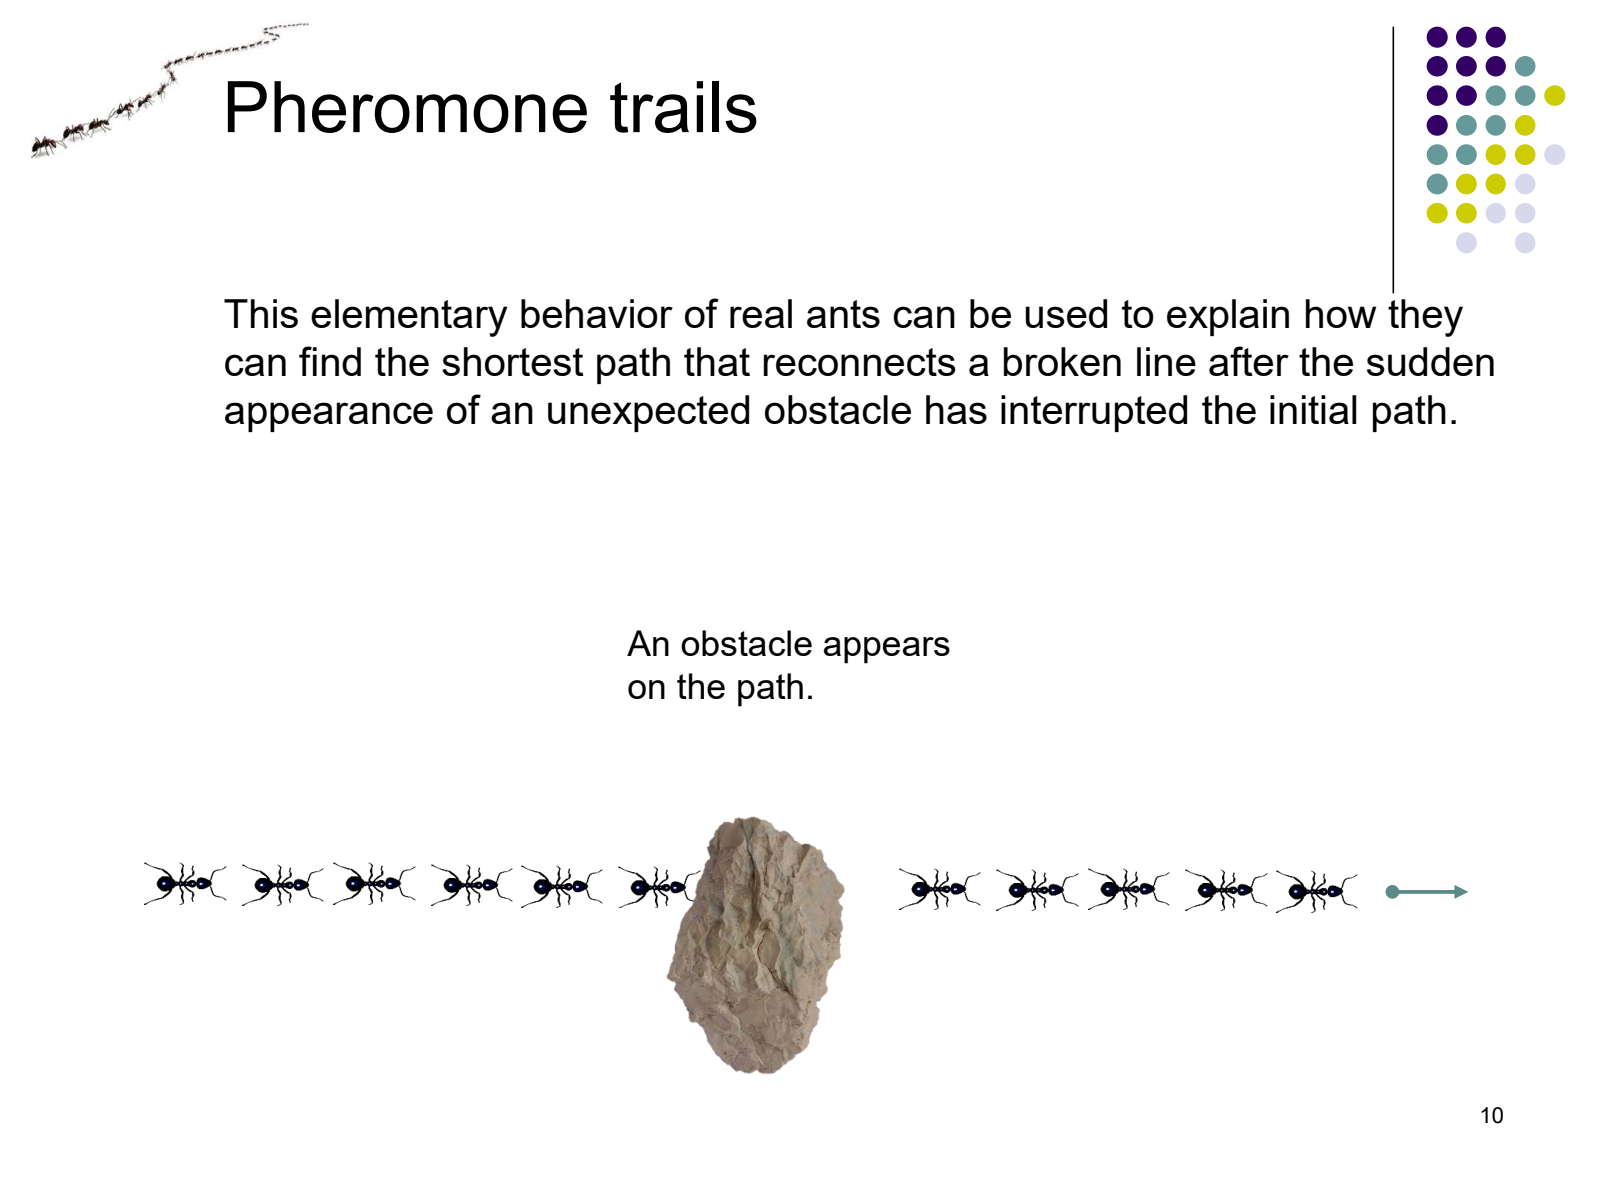 Pheromone trails
This elementary behavior of real ants can be used to explain how they
can find the shortest path that reconnects a broken line after the sudden
appearance of an unexpected obstacle has interrupted the initial path.
An obstacle appears
on the path.
10